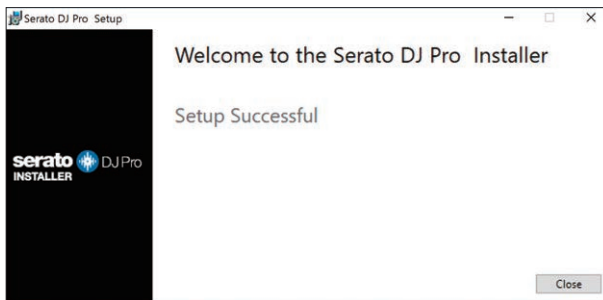 Serato DJ Pro Setup
Welcome to the Serato DJ Pro Installer
Setup Successful
serato DJ Pro
INSTALLER
Close